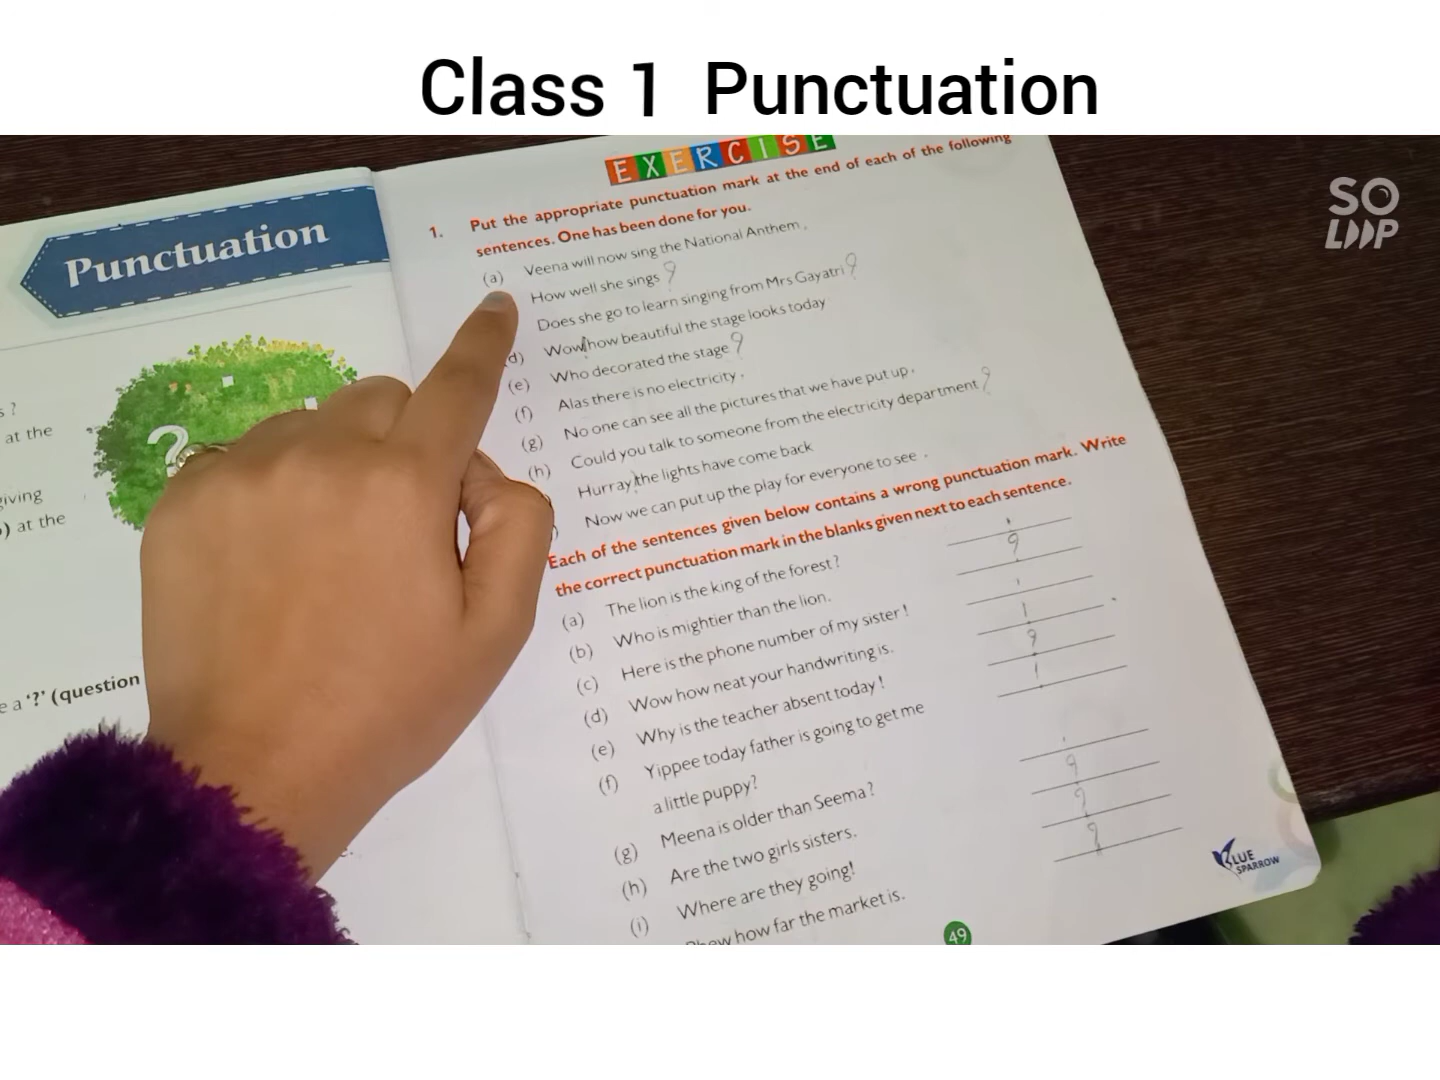 Class 1 Punctuation
SO
LOOP
Punctuation
s ?
at the
giving
) at the
e a '?' (question
EXERCISE
1. Put the appropriate punctuation mark at the end of each of the following
sentences. One has been done for you.
(a) Veena will now sing the National Anthem.
How well she sings ?
Does she go to learn singing from Mrs Gayatri ?
d) Wow!how beautiful the stage looks today
(e) Who decorated the stage ?
(f) Alas there is no electricity .
(g) No one can see all the pictures that we have put up .
(h) Could you talk to someone from the electricity department ?
Hurray!the lights have come back
) Now we can put up the play for everyone to see .
Each of the sentences given below contains a wrong punctuation mark. Write
the correct punctuation mark in the blanks given next to each sentence.
(a) The lion is the king of the forest? .
(b) Who is mightier than the lion. ?
(c) Here is the phone number of my sister! .
(d) Wow how neat your handwriting is. !
(e) Why is the teacher absent today! ?
(f) Yippee today father is going to get me !
a little puppy?
(g) Meena is older than Seema? .
(h) Are the two girls sisters. ?
(i) Where are they going! ?
how far the market is. ?
BLUE
SPARROW
49